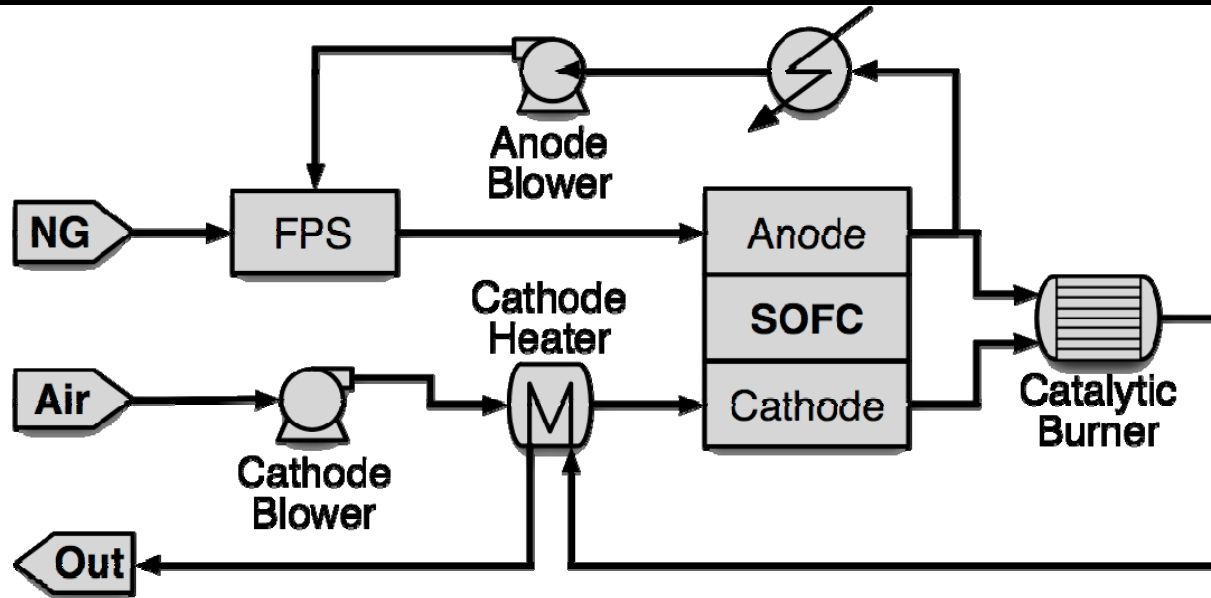 Anode
Blower
NG
FPS
Anode
Cathode
Heater
SOFC
Air
Cathode
Catalytic
Burner
Cathode
Blower
Out